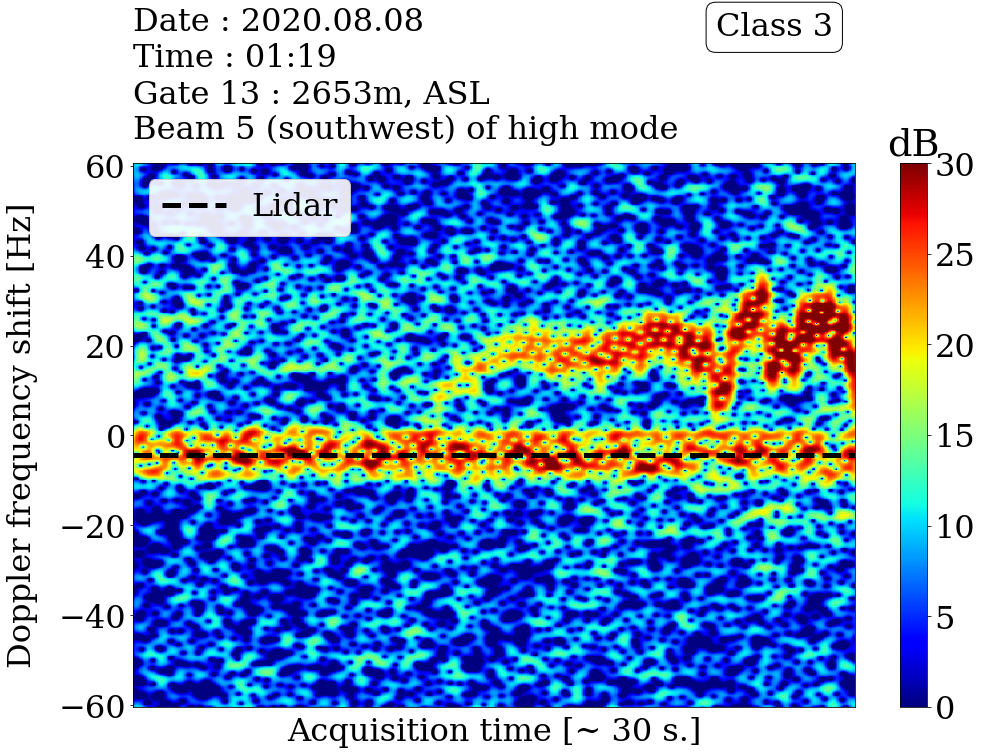 Date : 2020.08.08
Time : 01:19
Gate 13 : 2653m, ASL
Beam 5 (southwest) of high mode
Class 3
dB
Lidar
60
40
20
0
−20
−40
−60
Doppler frequency shift [Hz]
Acquisition time [~ 30 s.]
30
25
20
15
10
5
0